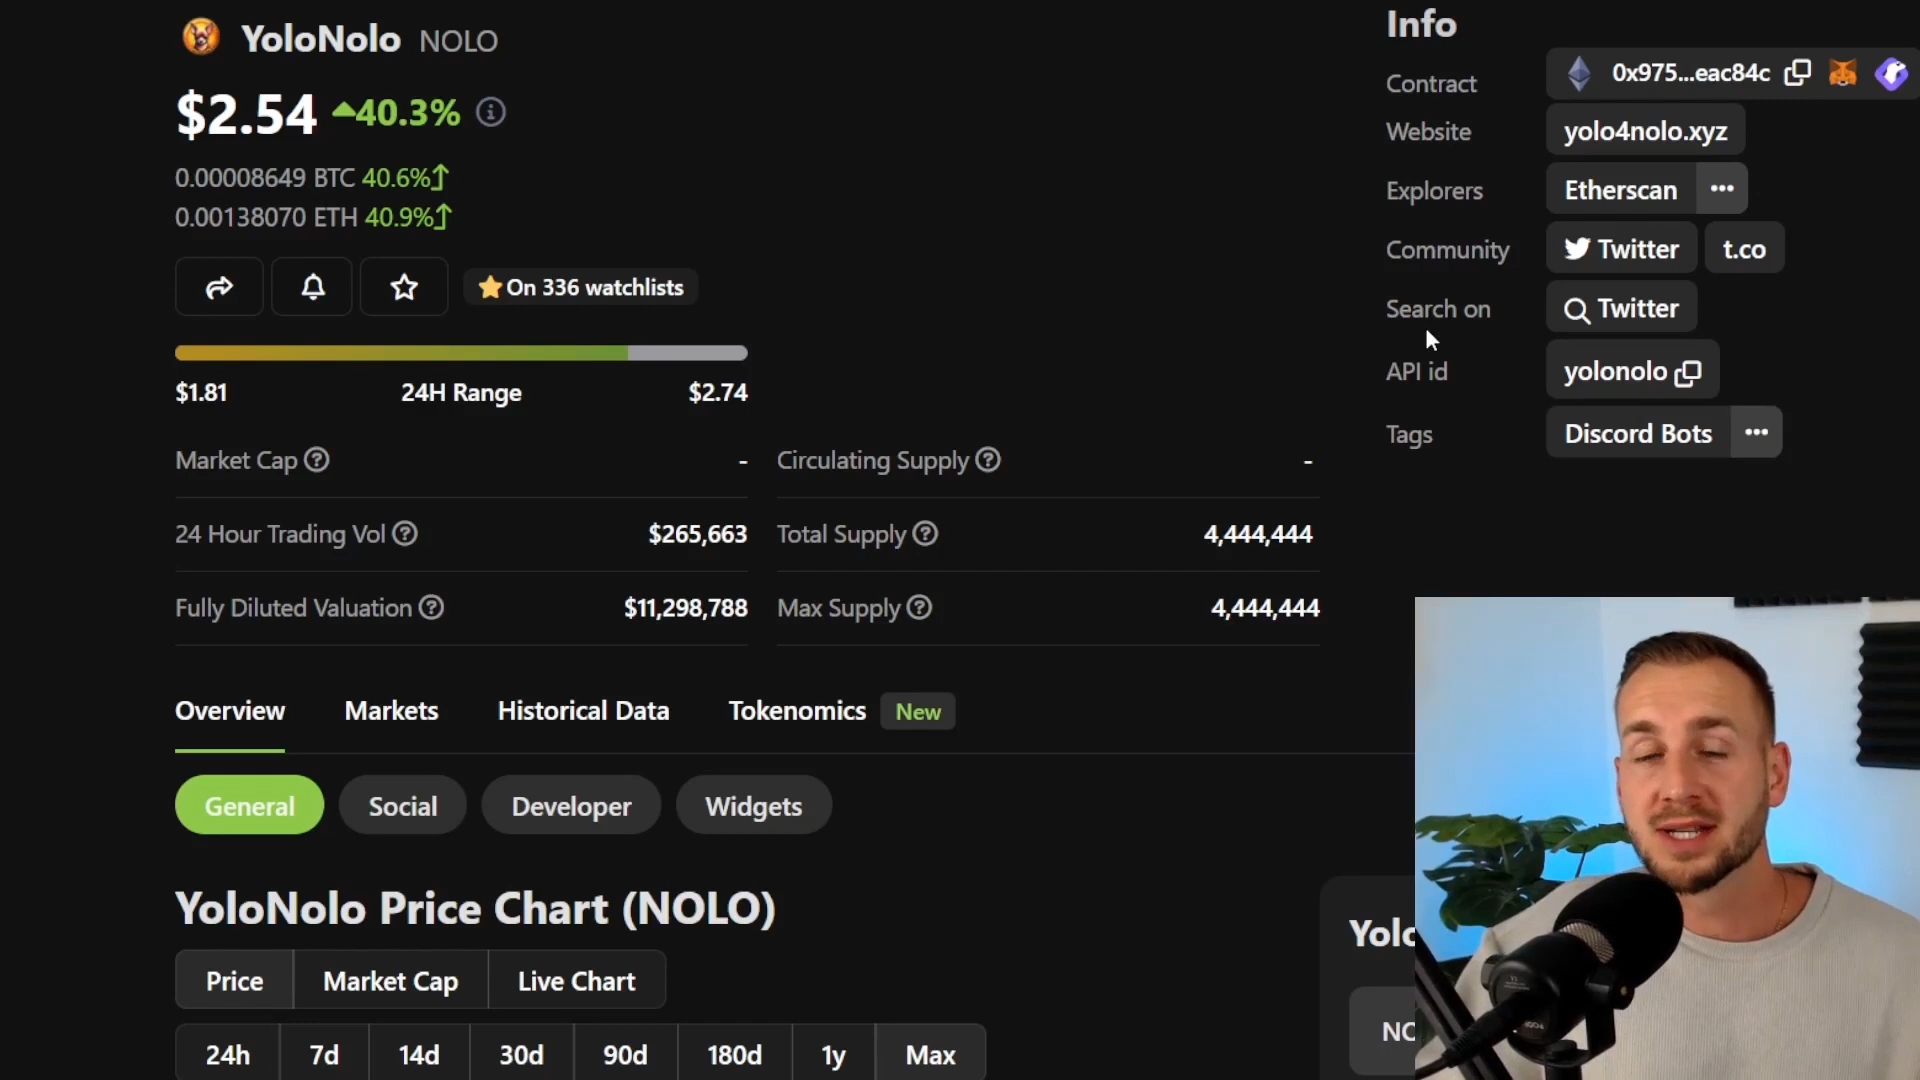 YoloNolo NOLO
$2.54 40.3%
0.00008649 BTC 40.6%
0.00138070 ETH 40.9%
On 336 watchlists
$1.81 24H Range $2.74
Market Cap -
24 Hour Trading Vol $265,663
Fully Diluted Valuation $11,298,788
Circulating Supply -
Total Supply 4,444,444
Max Supply 4,444,444
Info
Contract 0x975...eac84c
Website yolo4nolo.xyz
Explorers Etherscan
Community Twitter t.co
Search on Twitter
API id yolonolo
Tags Discord Bots
Overview Markets Historical Data Tokenomics New
General Social Developer Widgets
YoloNolo Price Chart (NOLO)
Price Market Cap Live Chart
24h 7d 14d 30d 90d 180d 1y Max